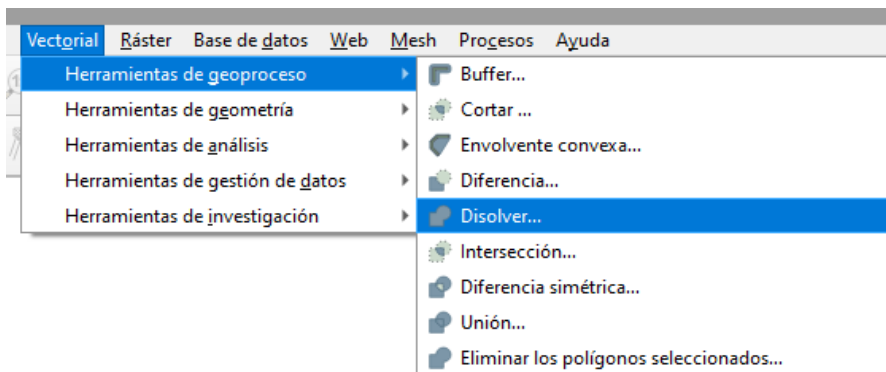 Vectorial Ráster Base de datos Web Mesh Procesos Ayuda
Herramientas de geoproceso
Herramientas de geometría
Herramientas de análisis
Herramientas de gestión de datos
Herramientas de investigación
Buffer...
Cortar ...
Envolvente convexa...
Diferencia...
Disolver...
Intersección...
Diferencia simétrica...
Unión...
Eliminar los polígonos seleccionados...